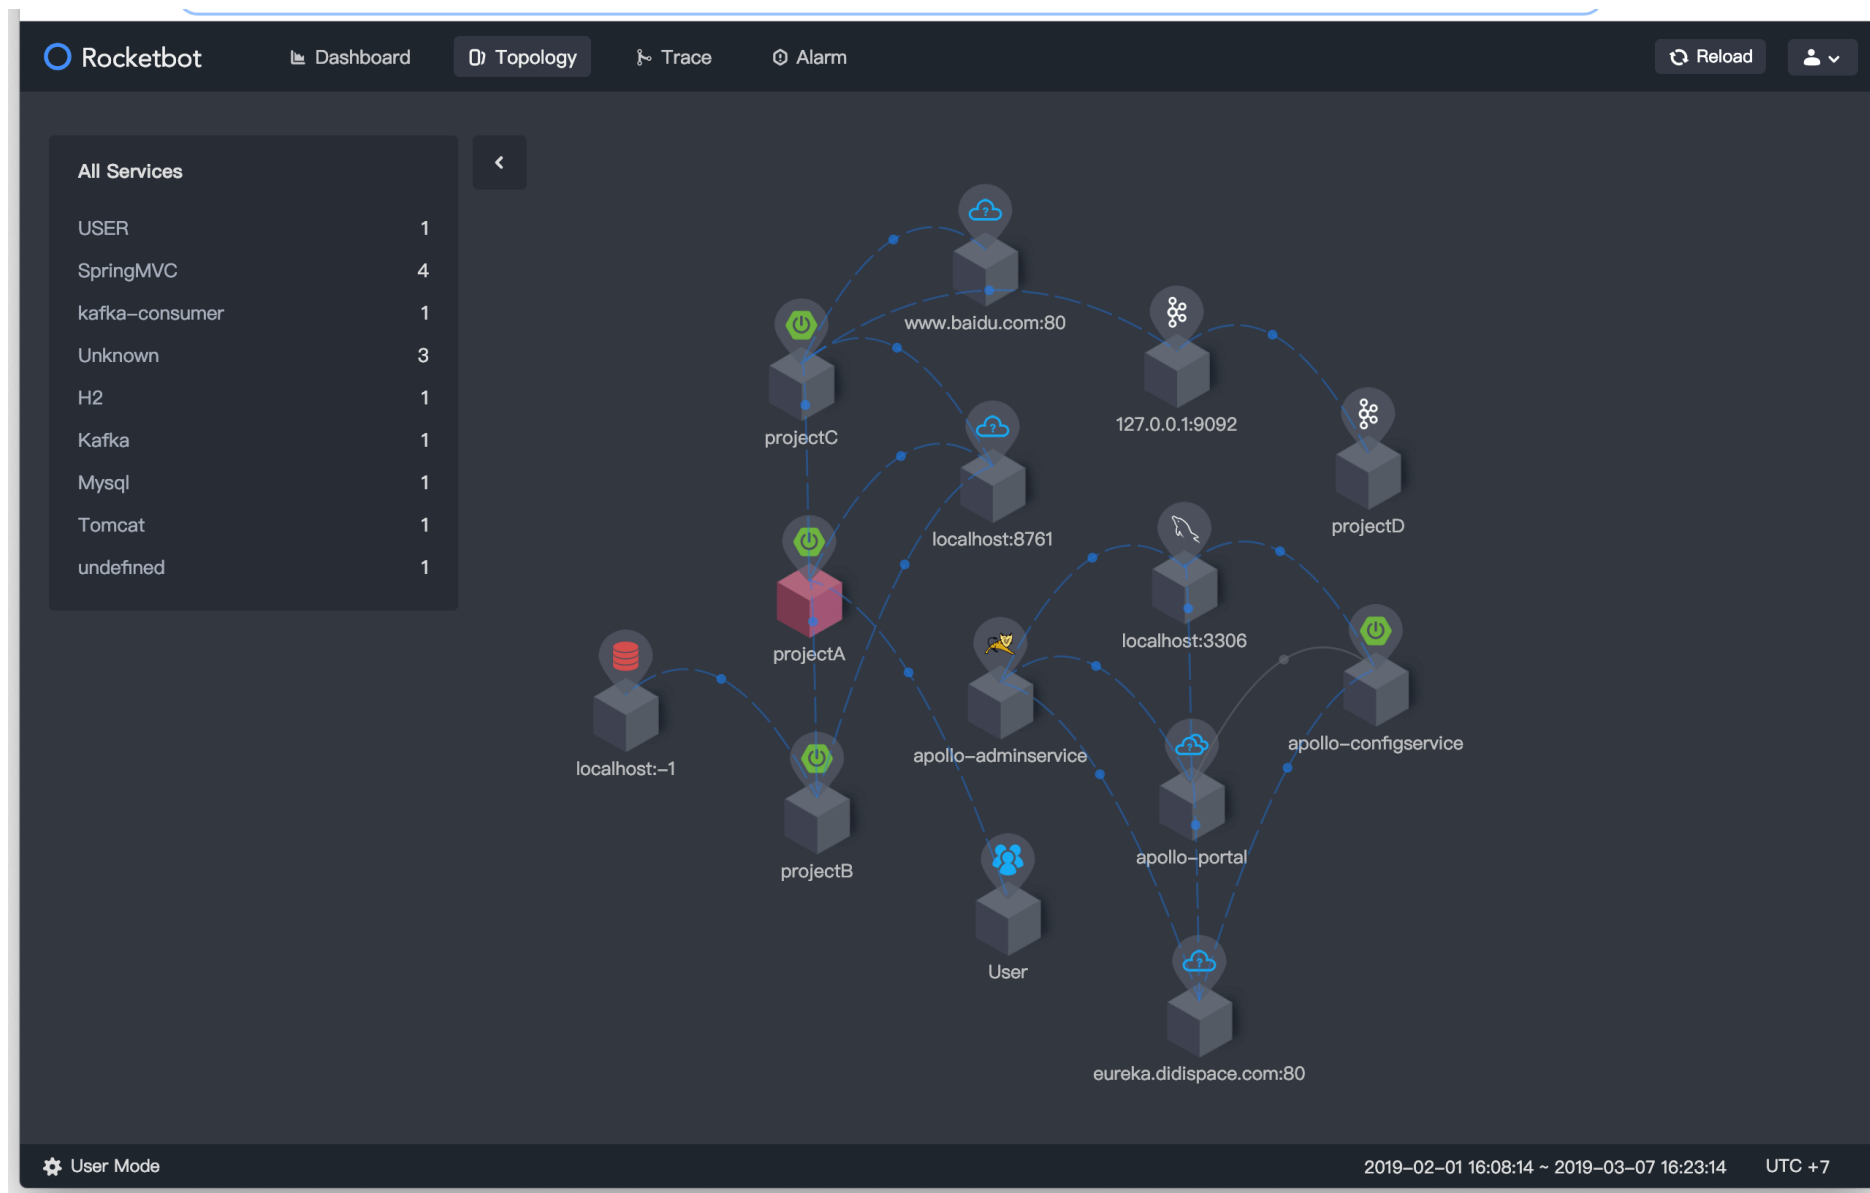 Rocketbot Dashboard Topology Trace Alarm Reload
All Services
USER 1
SpringMVC 4
kafka-consumer 1
Unknown 3
H2 1
Kafka 1
Mysql 1
Tomcat 1
undefined 1
www.baidu.com:80
127.0.0.1:9092
projectC
projectD
localhost:8761
localhost:3306
projectA
apollo-configservice
apollo-adminservice
localhost:-1
apollo-portal
projectB
User
eureka.didispace.com:80
User Mode 2019-02-01 16:08:14 ~ 2019-03-07 16:23:14 UTC +7